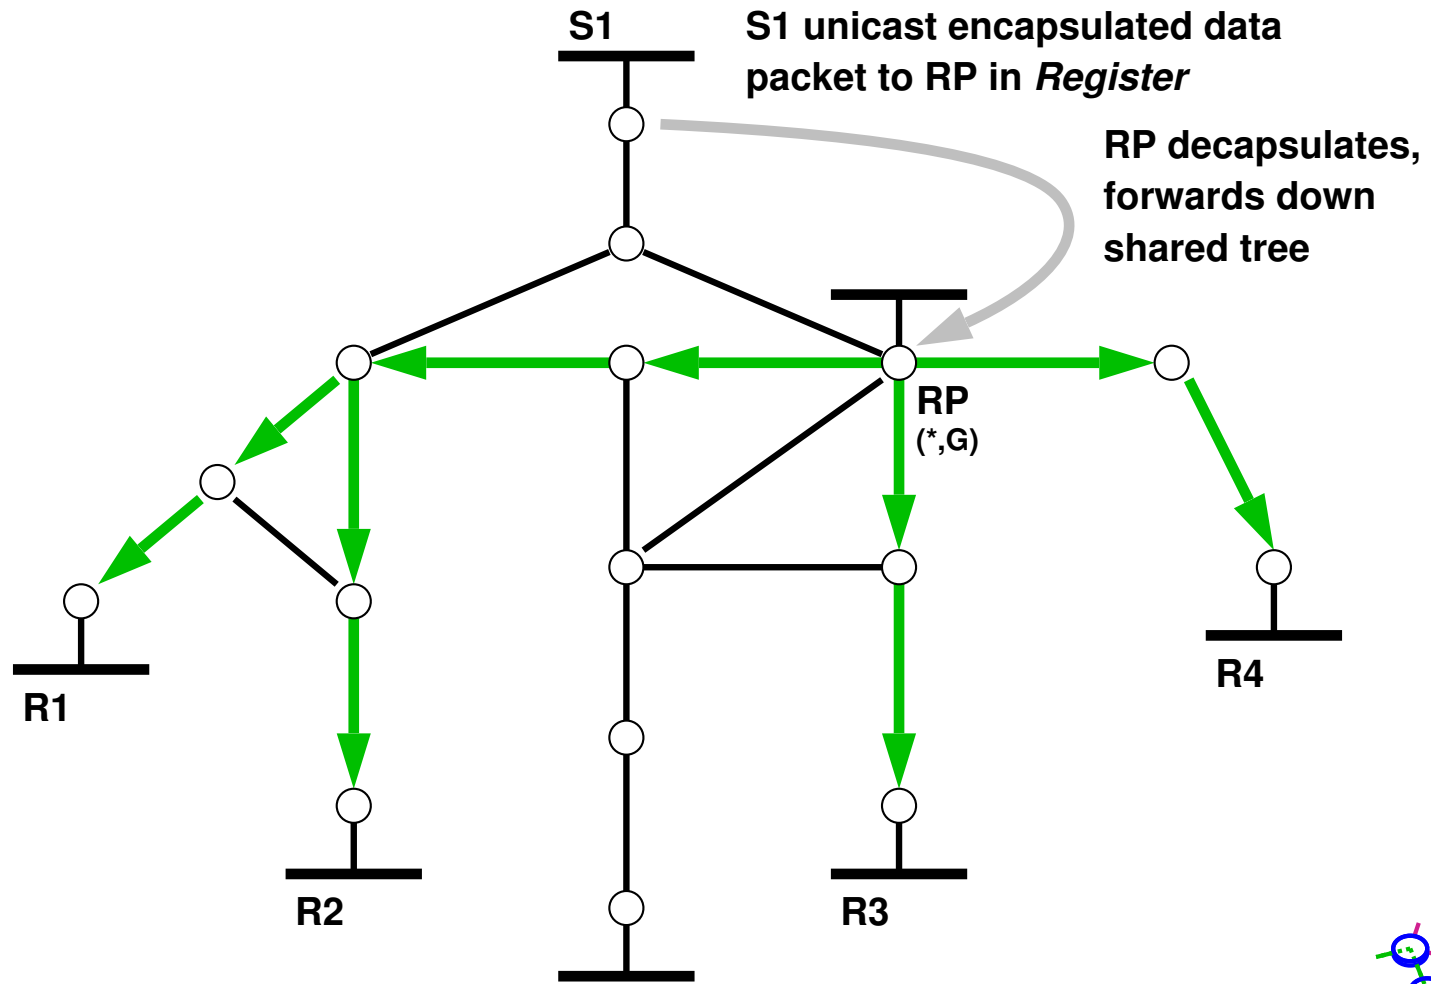 S1
S1 unicast encapsulated data
packet to RP in Register
RP decapsulates,
forwards down
shared tree
RP
(*,G)
R1
R4
R2
R3